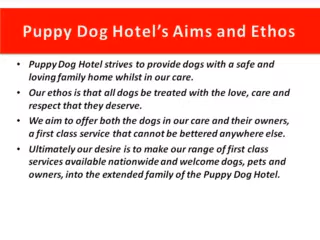 Puppy Dog Hotel's Aims and Ethos
• Puppy Dog Hotel strives to provide dogs with a safe and
loving family home whilst in our care.
• Our ethos is that all dogs be treated with the love, care and
respect that they deserve.
• We aim to offer both the dogs in our care and their owners,
a first class service that cannot be bettered anywhere else.
• Ultimately our desire is to make our range of first class
services available nationwide and welcome dogs, pets and
owners, into the extended family of the Puppy Dog Hotel.